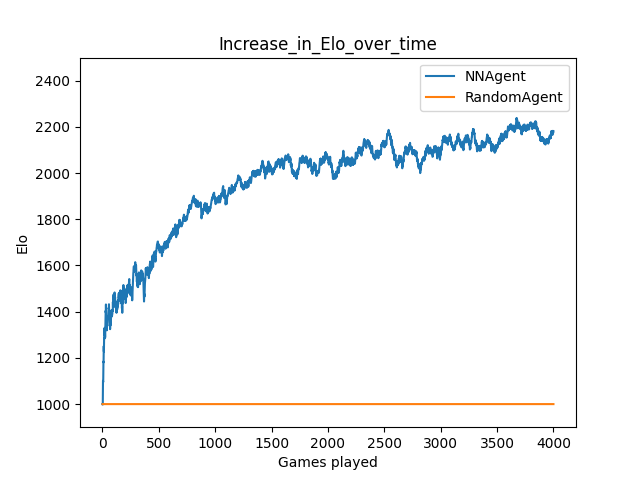 Increase_in_Elo_over_time
NNAgent
RandomAgent
2400
2200
2000
1800
1600
1400
1200
1000
Elo
0 500 1000 1500 2000 2500 3000 3500 4000
Games played